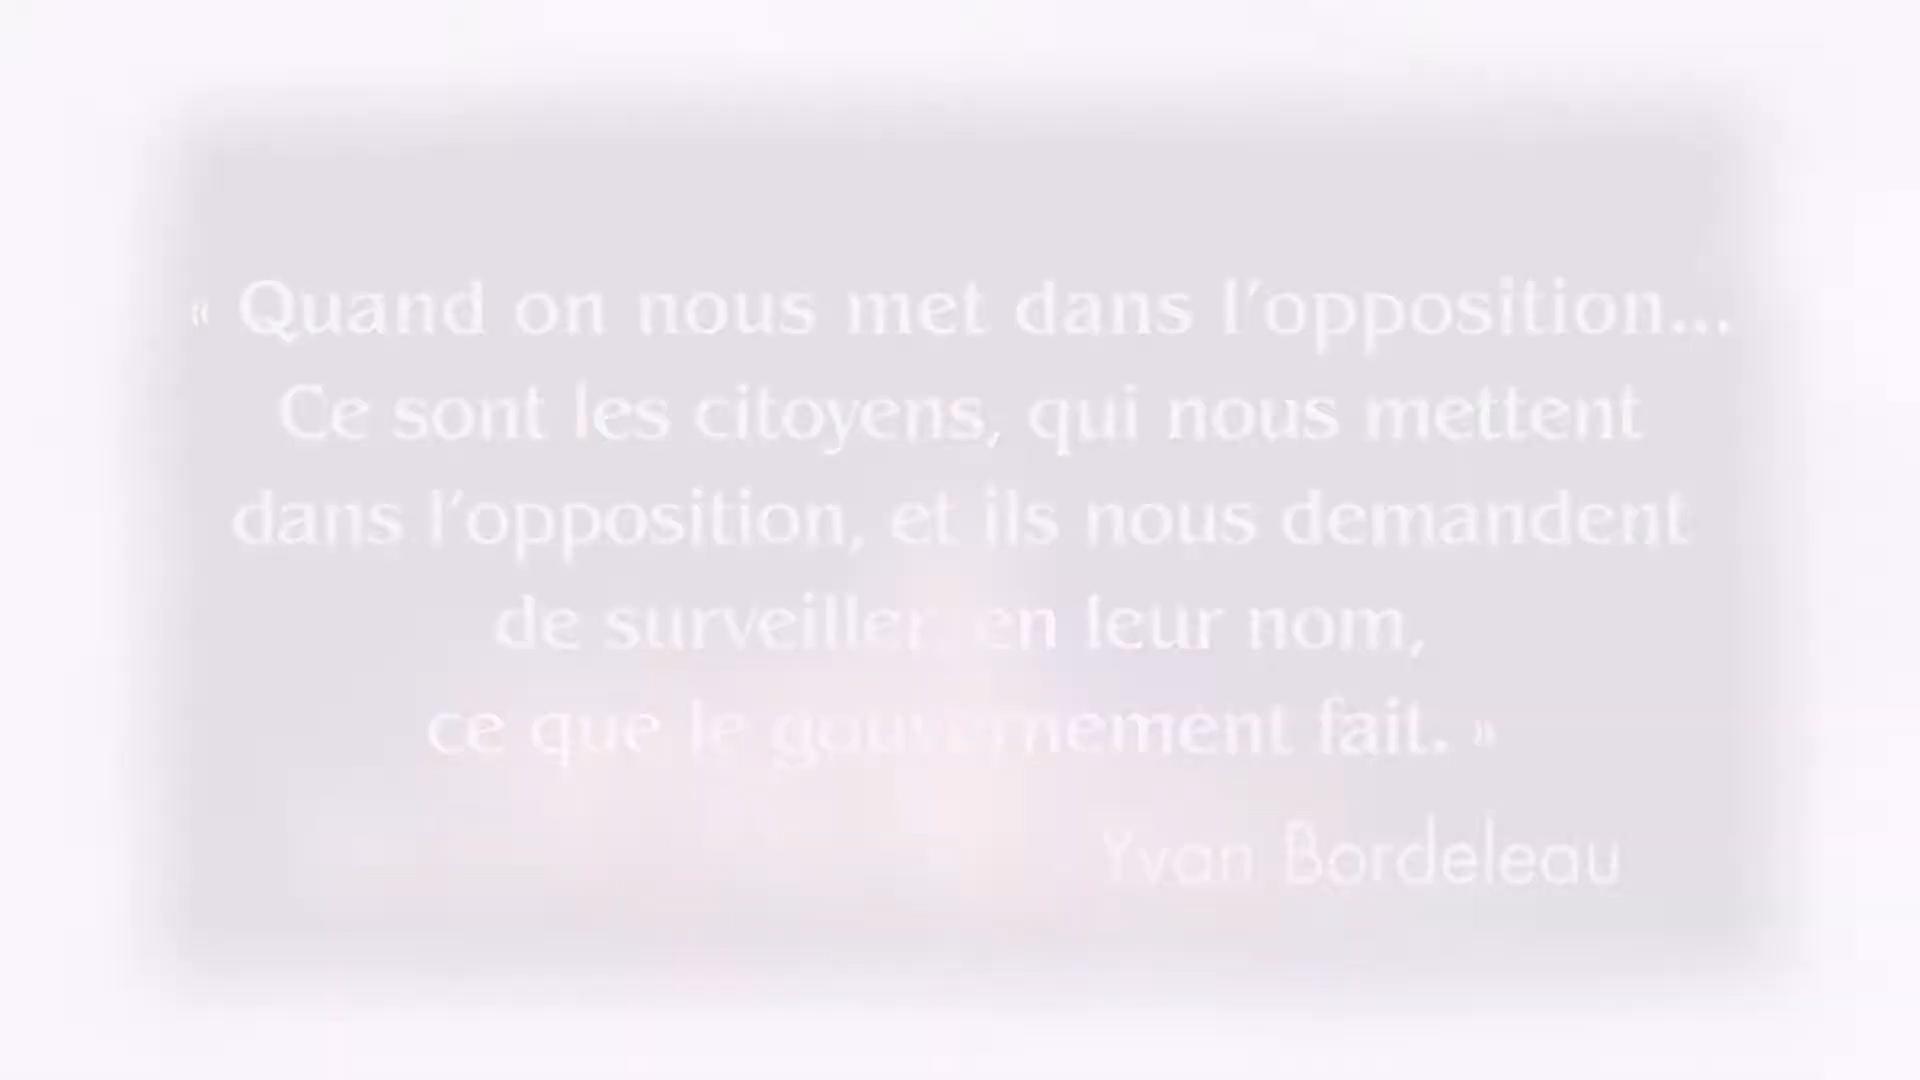 « Quand on nous met dans l’opposition...
Ce sont les citoyens, qui nous mettent
dans l’opposition, et ils nous demandent
de surveiller, en leur nom,
ce que le gouvernement fait. »
Yvan Bordeleau